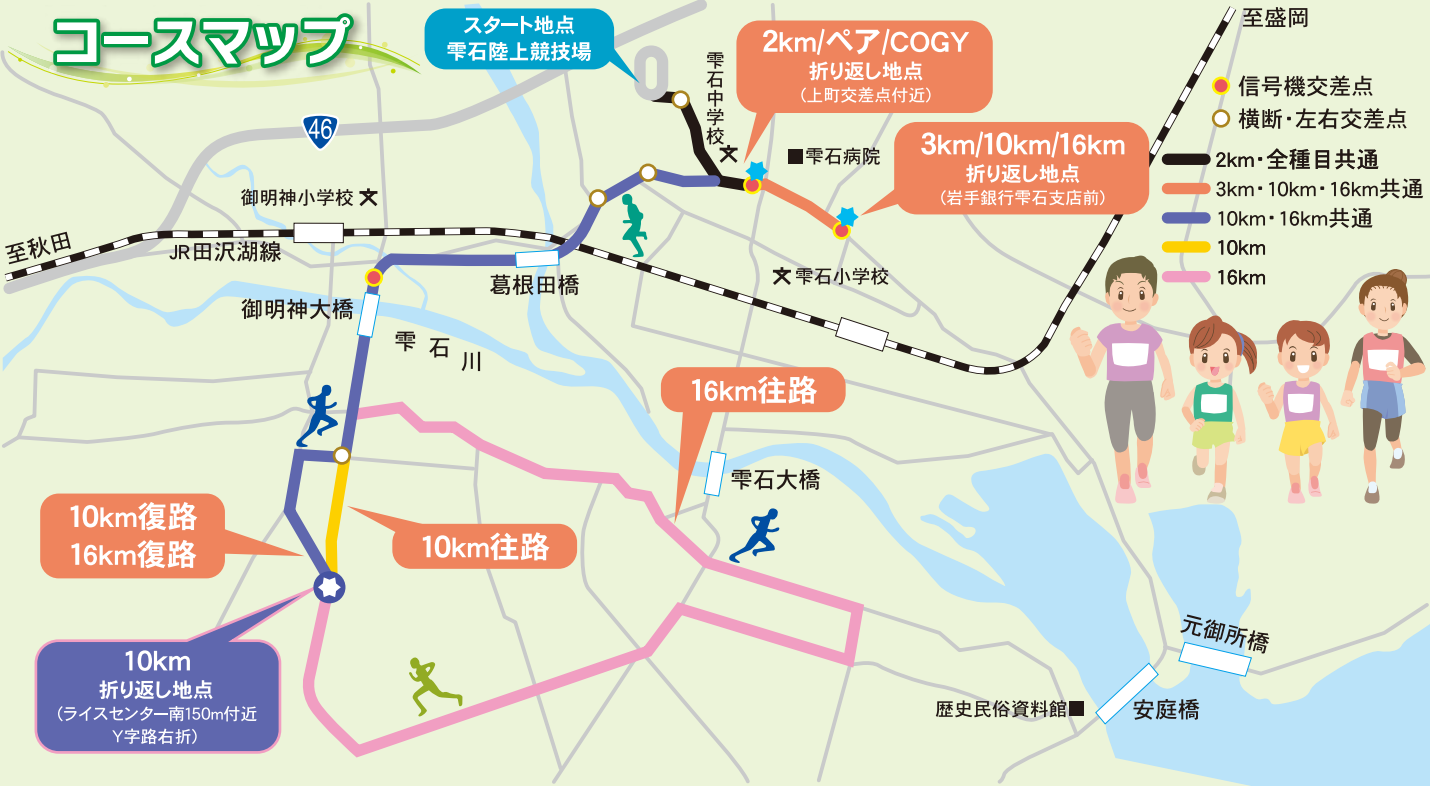 コースマップ
スタート地点
雫石陸上競技場
2km/ペア/COGY
折り返し地点
（上町交差点付近）
至盛岡
信号機交差点
横断・左右交差点
2km・全種目共通
3km・10km・16km共通
10km・16km共通
10km
16km
46
雫石中学校
雫石病院
3km/10km/16km
折り返し地点
（岩手銀行雫石支店前）
御明神小学校
至秋田
JR田沢湖線
葛根田橋
雫石小学校
御明神大橋
雫石川
16km往路
雫石大橋
10km復路
16km復路
10km往路
10km
折り返し地点
（ライスセンター南150m付近
Y字路右折）
元御所橋
歴史民俗資料館
安庭橋